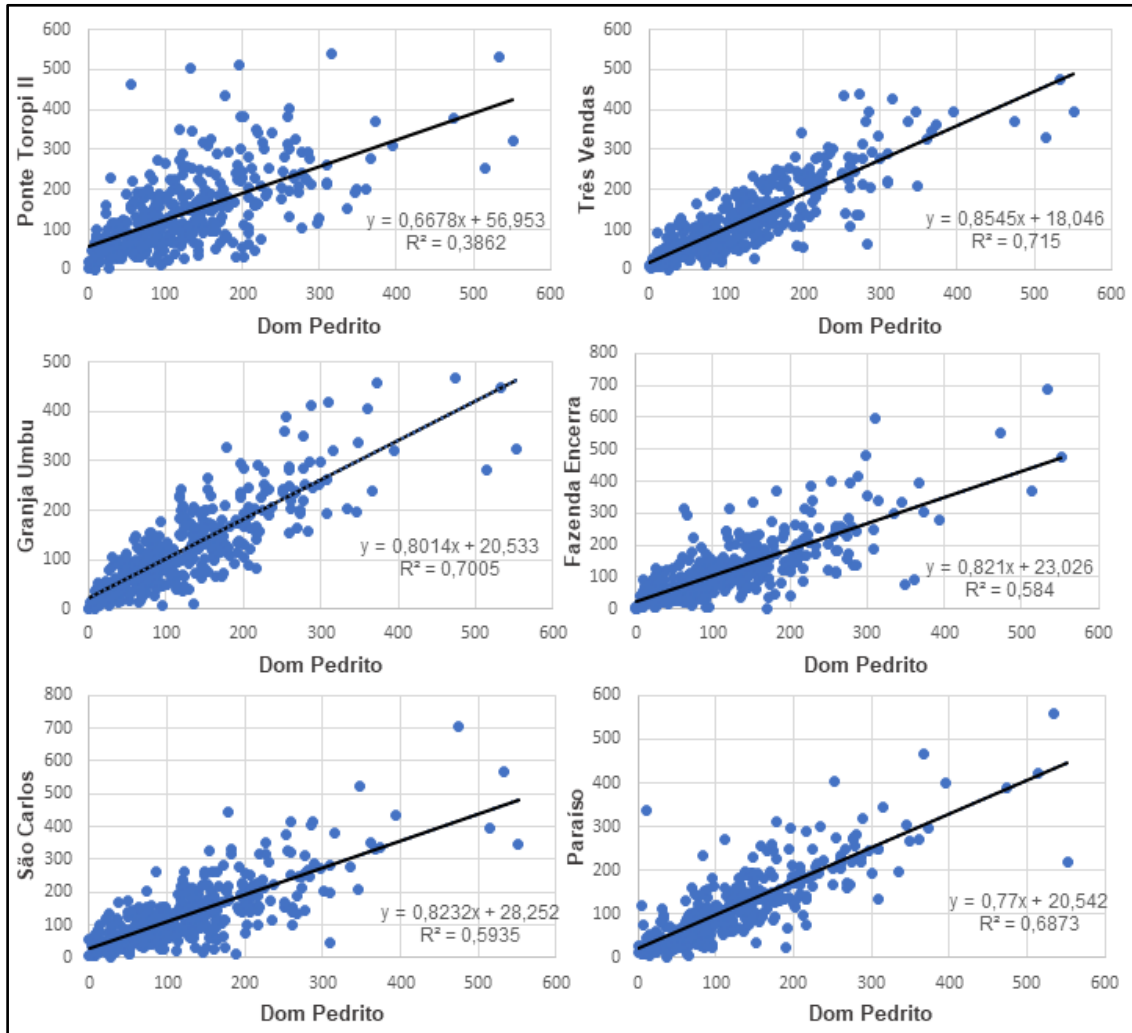 Ponte Toropi II
600
500
400
300
200
100
0
y = 0,6678x + 56,953
R² = 0,3862
0 100 200 300 400 500 600
Dom Pedrito
Três Vendas
600
500
400
300
200
100
0
y = 0,8545x + 18,046
R² = 0,715
0 100 200 300 400 500 600
Dom Pedrito
Granja Umbu
500
400
300
200
100
0
y = 0,8014x + 20,533
R² = 0,7005
0 100 200 300 400 500 600
Dom Pedrito
Fazenda Encerra
800
700
600
500
400
300
200
100
0
y = 0,821x + 23,026
R² = 0,584
0 100 200 300 400 500 600
Dom Pedrito
São Carlos
800
700
600
500
400
300
200
100
0
y = 0,8232x + 28,252
R² = 0,5935
0 100 200 300 400 500 600
Dom Pedrito
Paraíso
600
500
400
300
200
100
0
y = 0,77x + 20,542
R² = 0,6873
0 100 200 300 400 500 600
Dom Pedrito